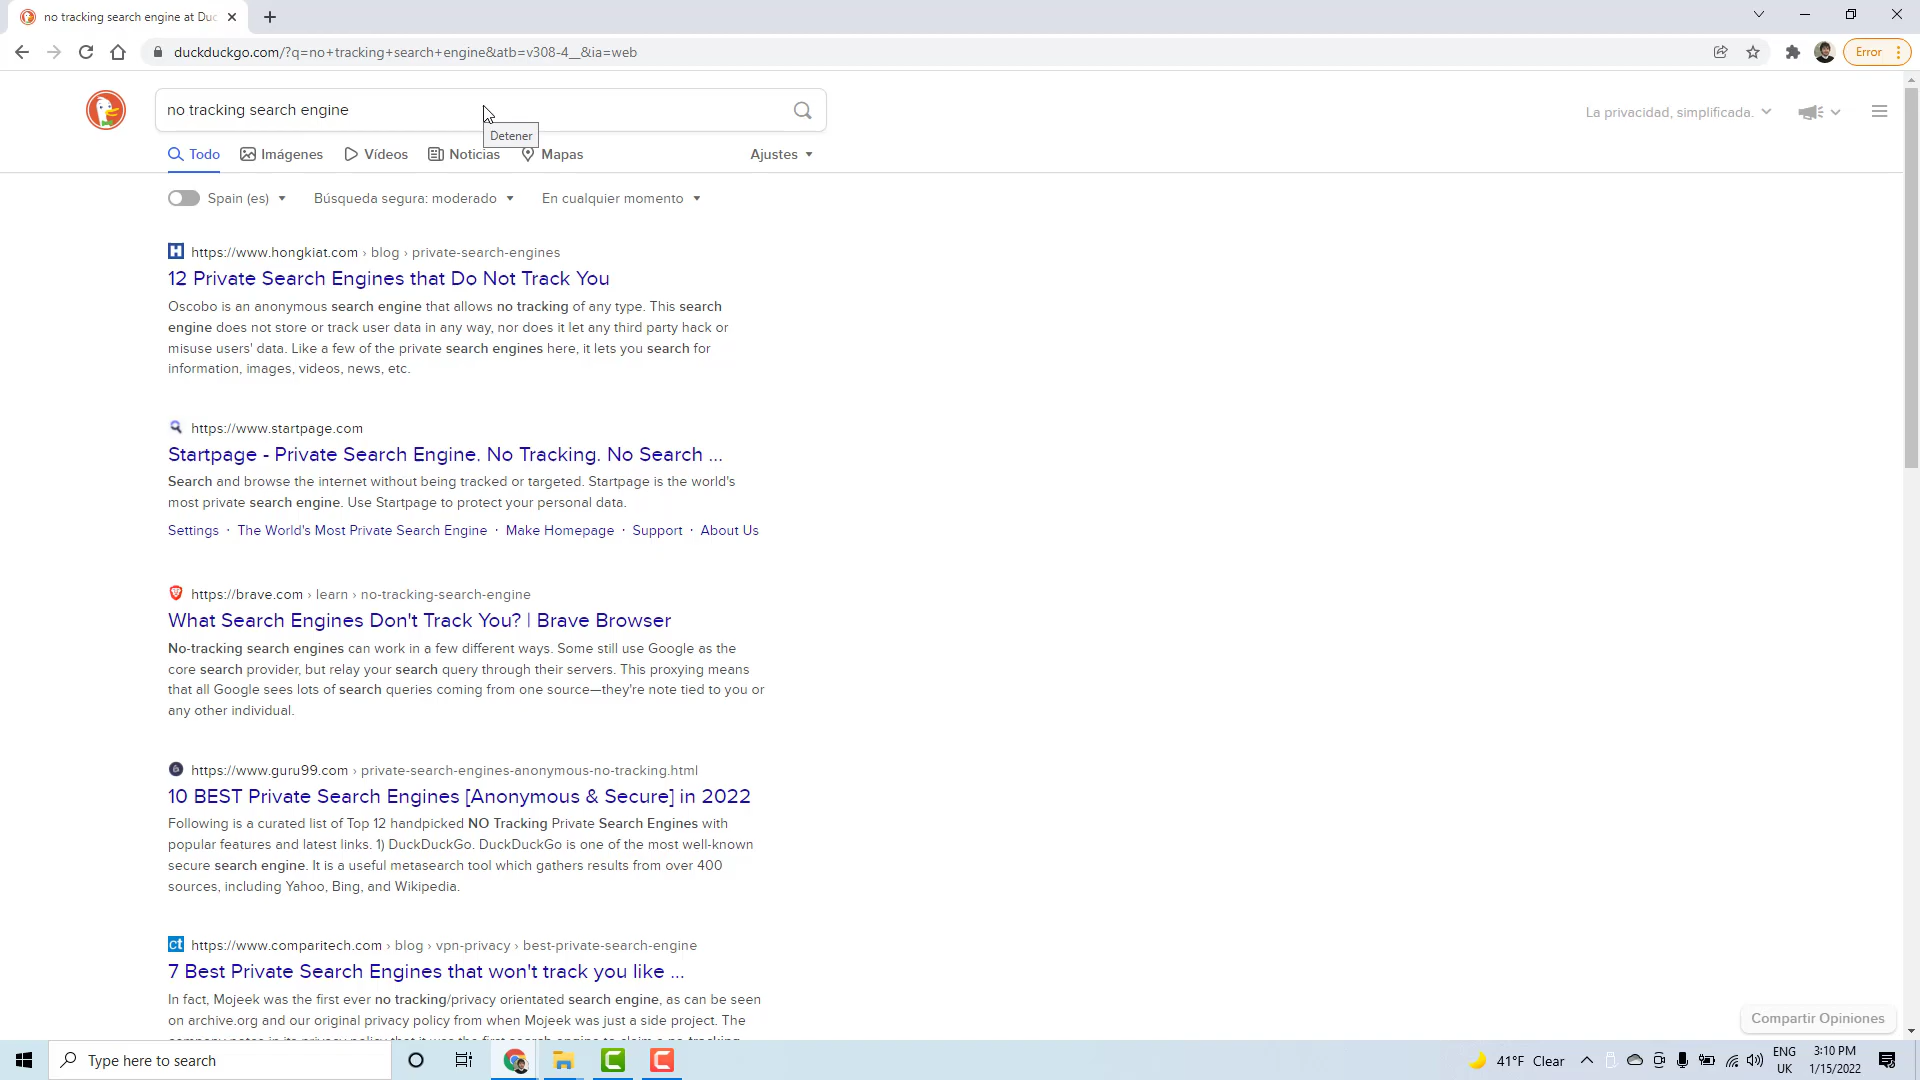 no tracking search engine at Duc
duckduckgo.com/?q=no+tracking+search+engine&atb=v308-4__&ia=web
Error
no tracking search engine
La privacidad, simplificada.
Detener
Todo Imágenes Vídeos Noticias Mapas Ajustes
Spain (es) Búsqueda segura: moderado En cualquier momento
https://www.hongkiat.com › blog › private-search-engines
12 Private Search Engines that Do Not Track You
Oscobo is an anonymous search engine that allows no tracking of any type. This search
engine does not store or track user data in any way, nor does it let any third party hack or
misuse users' data. Like a few of the private search engines here, it lets you search for
information, images, videos, news, etc.
https://www.startpage.com
Startpage - Private Search Engine. No Tracking. No Search ...
Search and browse the internet without being tracked or targeted. Startpage is the world's
most private search engine. Use Startpage to protect your personal data.
Settings · The World's Most Private Search Engine · Make Homepage · Support · About Us
https://brave.com › learn › no-tracking-search-engine
What Search Engines Don't Track You? | Brave Browser
No-tracking search engines can work in a few different ways. Some still use Google as the
core search provider, but relay your search query through their servers. This proxying means
that all Google sees lots of search queries coming from one source—they're note tied to you or
any other individual.
https://www.guru99.com › private-search-engines-anonymous-no-tracking.html
10 BEST Private Search Engines [Anonymous & Secure] in 2022
Following is a curated list of Top 12 handpicked NO Tracking Private Search Engines with
popular features and latest links. 1) DuckDuckGo. DuckDuckGo is one of the most well-known
secure search engine. It is a useful metasearch tool which gathers results from over 400
sources, including Yahoo, Bing, and Wikipedia.
ct https://www.comparitech.com › blog › vpn-privacy › best-private-search-engine
7 Best Private Search Engines that won't track you like ...
In fact, Mojeek was the first ever no tracking/privacy orientated search engine, as can be seen
on archive.org and our original privacy policy from when Mojeek was just a side project. The
Compartir Opiniones
Type here to search
41°F Clear
ENG
UK
3:10 PM
1/15/2022